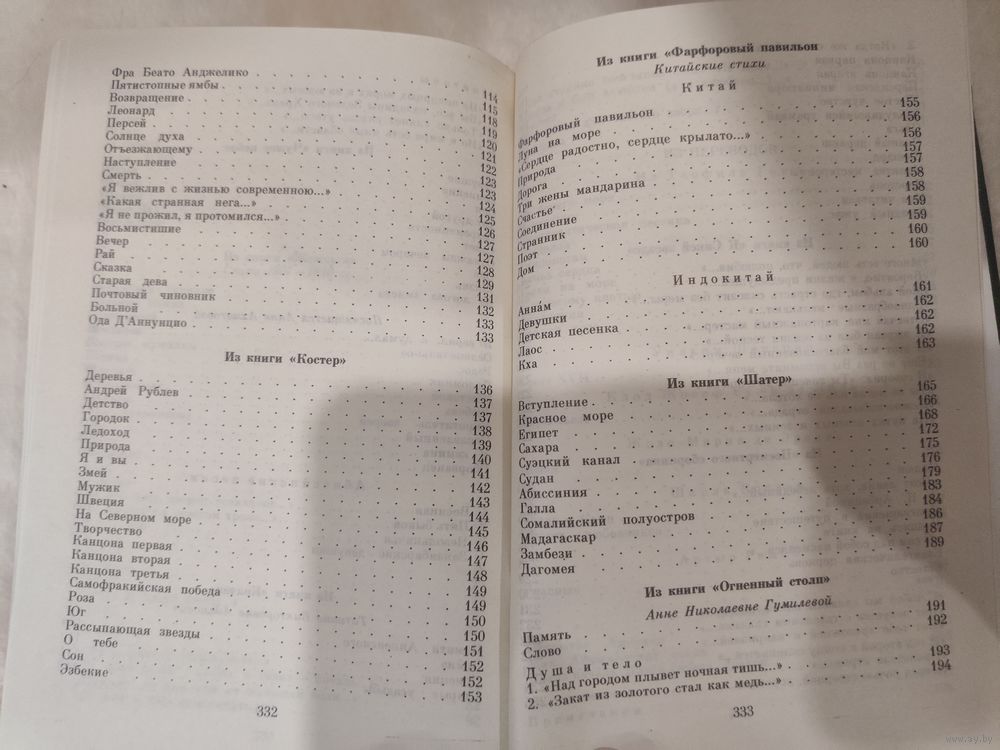 Фра Беато Анджелико . . . . . . . . . . 114
Пятистопные ямбы . . . . . . . . . . 115
Возвращение . . . . . . . . . . 118
Леонард . . . . . . . . . . 119
Персей . . . . . . . . . . 120
Солнце духа . . . . . . . . . . 121
Отъезжающему . . . . . . . . . . 122
Наступление . . . . . . . . . . 123
Смерть . . . . . . . . . . 123
«Я вежлив с жизнью современною...» . . . . . . 124
«Какая странная нега...» . . . . . . . . 125
«Я не прожил, я протомился...» . . . . . . . 126
Восьмистишие . . . . . . . . . . 127
Вечер . . . . . . . . . . 127
Рай . . . . . . . . . . 128
Сказка . . . . . . . . . . 129
Старая дева . . . . . . . . . . 131
Почтовый чиновник . . . . . . . . . . 132
Больной . . . . . . . . . . 133
Ода Д'Аннунцио . . . . . . . . . . 133
Из книги «Костер»
Деревья . . . . . . . . . . 136
Андрей Рублев . . . . . . . . . . 137
Детство . . . . . . . . . . 137
Городок . . . . . . . . . . 138
Ледоход . . . . . . . . . . 139
Природа . . . . . . . . . . 140
Я и вы . . . . . . . . . . 141
Змей . . . . . . . . . . 142
Мужик . . . . . . . . . . 143
Швеция . . . . . . . . . . 144
На Северном море . . . . . . . . . . 145
Творчество . . . . . . . . . . 146
Канцона первая . . . . . . . . . . 147
Канцона вторая . . . . . . . . . . 148
Канцона третья . . . . . . . . . . 149
Самофракийская победа . . . . . . . . . . 149
Роза . . . . . . . . . . 150
Юг . . . . . . . . . . 150
Рассыпающая звезды . . . . . . . . . . 151
О тебе . . . . . . . . . . 152
Сон . . . . . . . . . . 152
Эзбекие . . . . . . . . . . 153
332
Из книги «Фарфоровый павильон
Китайские стихи
Китай
Фарфоровый павильон . . . . . . . . . . 155
Луна на море . . . . . . . . . . 156
«Сердце радостно, сердце крылато...» . . . . . . 156
Природа . . . . . . . . . . 157
Дорога . . . . . . . . . . 157
Три жены мандарина . . . . . . . . . . 158
Счастье . . . . . . . . . . 158
Соединение . . . . . . . . . . 159
Странник . . . . . . . . . . 159
Поэт . . . . . . . . . . 160
Дом . . . . . . . . . . 160
Индокитай
Анна́м . . . . . . . . . . 161
Девушки . . . . . . . . . . 162
Детская песенка . . . . . . . . . . 162
Лаос . . . . . . . . . . 162
Кха . . . . . . . . . . 163
Из книги «Шатер»
Вступление . . . . . . . . . . 165
Красное море . . . . . . . . . . 166
Египет . . . . . . . . . . 168
Сахара . . . . . . . . . . 172
Суэцкий канал . . . . . . . . . . 175
Судан . . . . . . . . . . 176
Абиссиния . . . . . . . . . . 179
Галла . . . . . . . . . . 183
Сомалийский полуостров . . . . . . . . . . 184
Мадагаскар . . . . . . . . . . 186
Замбези . . . . . . . . . . 187
Дагомея . . . . . . . . . . 189
Из книги «Огненный столп»
Анне Николаевне Гумилевой
Память . . . . . . . . . . 191
Слово . . . . . . . . . . 192
Душа и тело
1. «Над городом плывет ночная тишь...» . . . . . . 193
2. «Закат из золотого стал как медь...» . . . . . . 194
333
www.ay.by